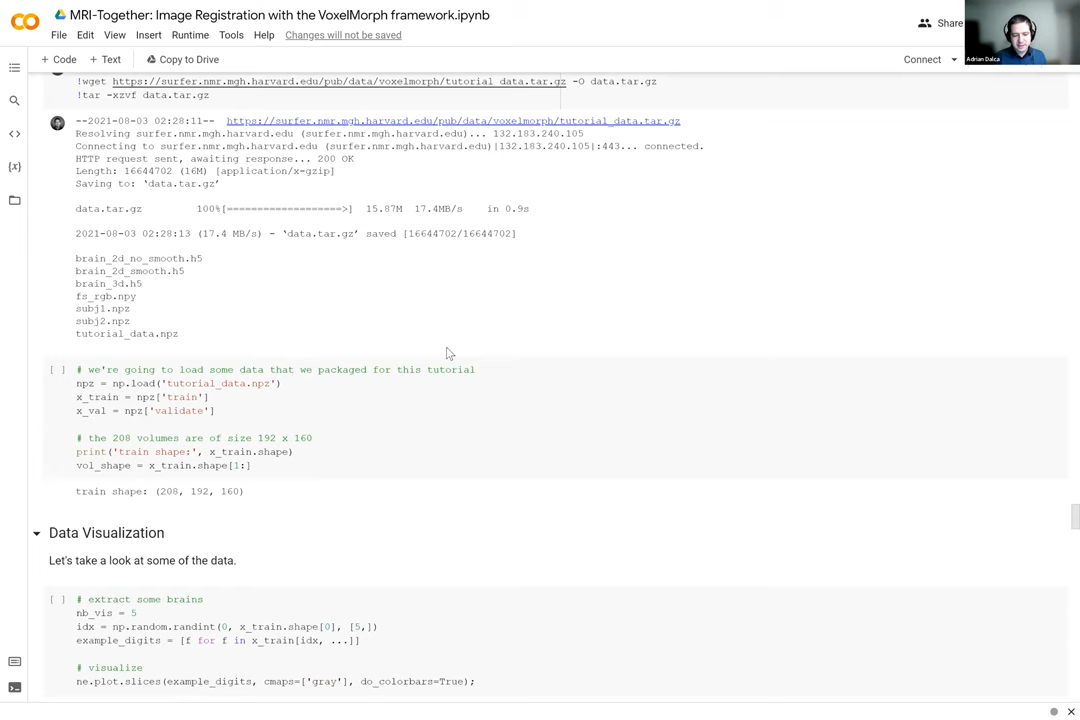 MRI-Together: Image Registration with the VoxelMorph framework.ipynb
Share
File Edit View Insert Runtime Tools Help Changes will not be saved
+ Code + Text Copy to Drive
Connect
Adrian Dalca
!wget https://surfer.nmr.mgh.harvard.edu/pub/data/voxelmorph/tutorial_data.tar.gz -O data.tar.gz
!tar -xzvf data.tar.gz
--2021-08-03 02:28:11-- https://surfer.nmr.mgh.harvard.edu/pub/data/voxelmorph/tutorial_data.tar.gz
Resolving surfer.nmr.mgh.harvard.edu (surfer.nmr.mgh.harvard.edu)... 132.183.240.105
Connecting to surfer.nmr.mgh.harvard.edu (surfer.nmr.mgh.harvard.edu)|132.183.240.105|:443... connected.
HTTP request sent, awaiting response... 200 OK
Length: 16644702 (16M) [application/x-gzip]
Saving to: ‘data.tar.gz’
data.tar.gz 100%[===================>] 15.87M 17.4MB/s in 0.9s
2021-08-03 02:28:13 (17.4 MB/s) - ‘data.tar.gz’ saved [16644702/16644702]
brain_2d_no_smooth.h5
brain_2d_smooth.h5
brain_3d.h5
fs_rgb.npy
subj1.npz
subj2.npz
tutorial_data.npz
[ ] # we're going to load some data that we packaged for this tutorial
npz = np.load('tutorial_data.npz')
x_train = npz['train']
x_val = npz['validate']
# the 208 volumes are of size 192 x 160
print('train shape:', x_train.shape)
vol_shape = x_train.shape[1:]
train shape: (208, 192, 160)
Data Visualization
Let's take a look at some of the data.
[ ] # extract some brains
nb_vis = 5
idx = np.random.randint(0, x_train.shape[0], [5,])
example_digits = [f for f in x_train[idx, ...]]
# visualize
ne.plot.slices(example_digits, cmaps=['gray'], do_colorbars=True);